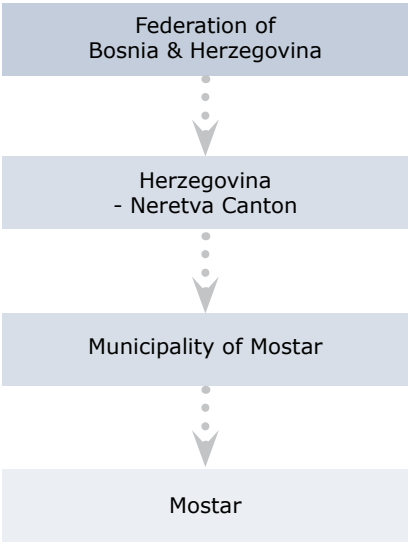 Federation of
Bosnia & Herzegovina
Herzegovina
- Neretva Canton
Municipality of Mostar
Mostar